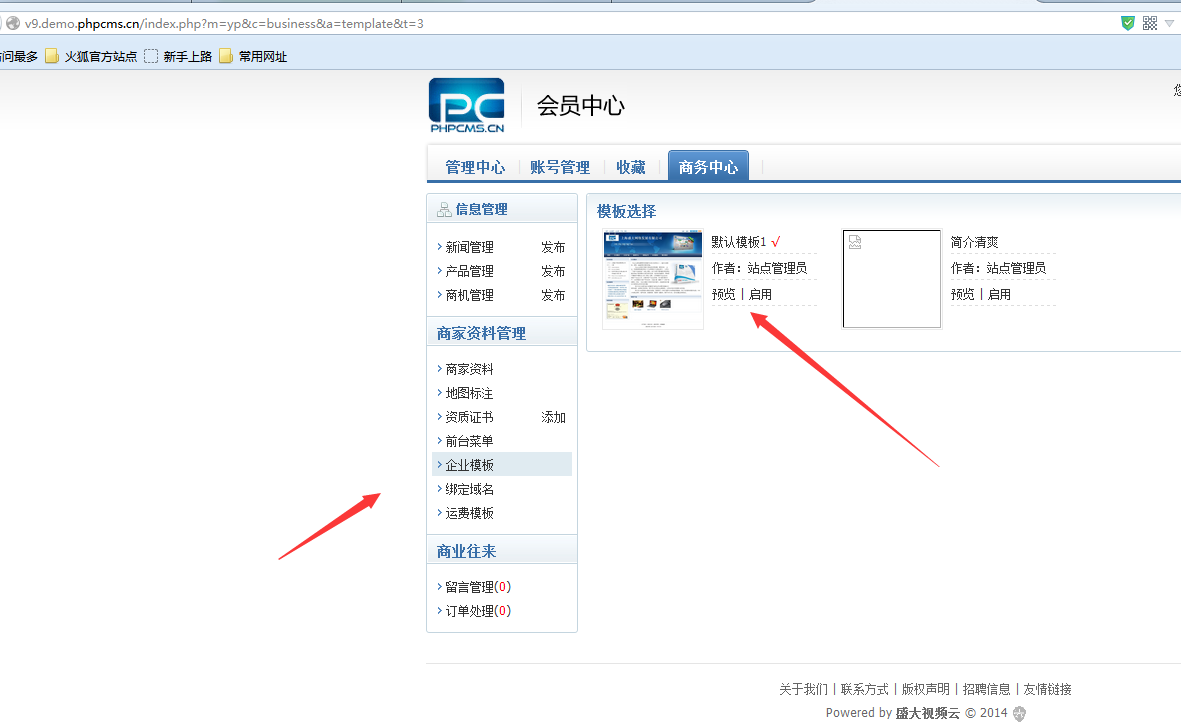 v9.demo.phpcms.cn/index.php?m=yp&c=business&a=template&t=3
问最多 火狐官方站点 新手上路 常用网址
PC
PHPCMS.CN
会员中心
管理中心 账号管理 收藏 商务中心
信息管理
新闻管理 发布
产品管理 发布
商机管理 发布
商家资料管理
商家资料
地图标注
资质证书 添加
前台菜单
企业模板
绑定域名
运费模板
商业往来
留言管理(0)
订单处理(0)
模板选择
默认模板1 √
作者：站点管理员
预览 | 启用
简介清爽
作者：站点管理员
预览 | 启用
关于我们 | 联系方式 | 版权声明 | 招聘信息 | 友情链接
Powered by 盛大视频云 © 2014